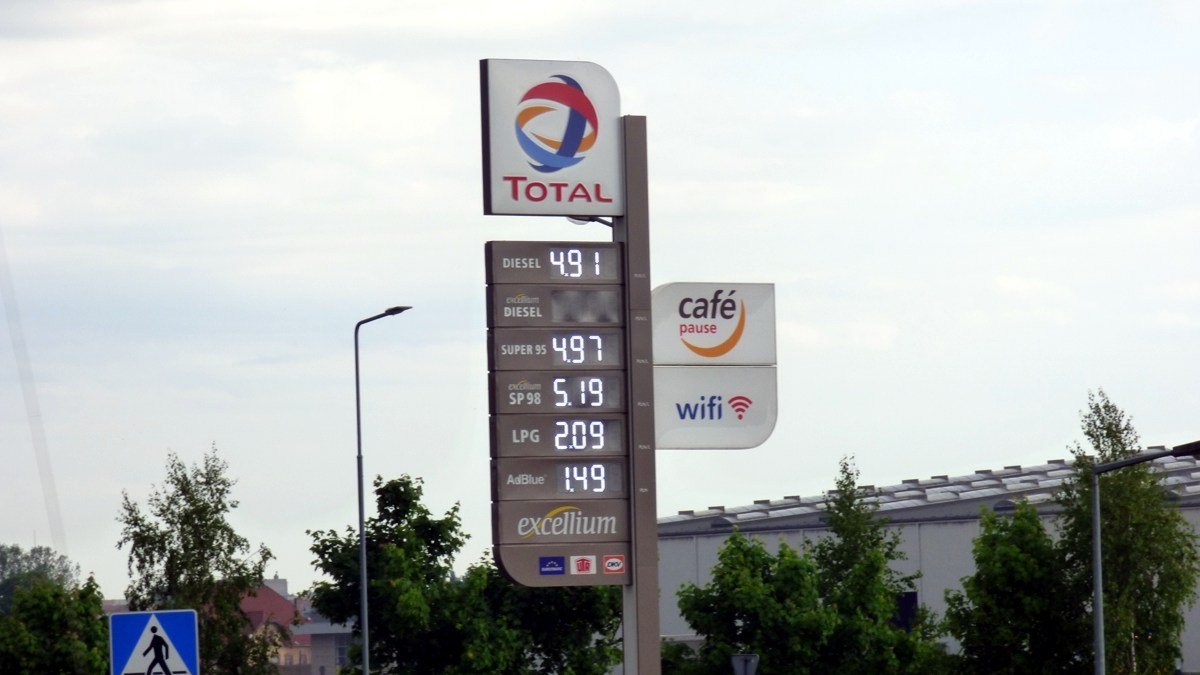 TOTAL
DIESEL 4.91
excellium
DIESEL
SUPER 95 4.97
excellium
SP 98 5.19
LPG 2.09
AdBlue 1.49
excellium
DKV
café
pause
wifi